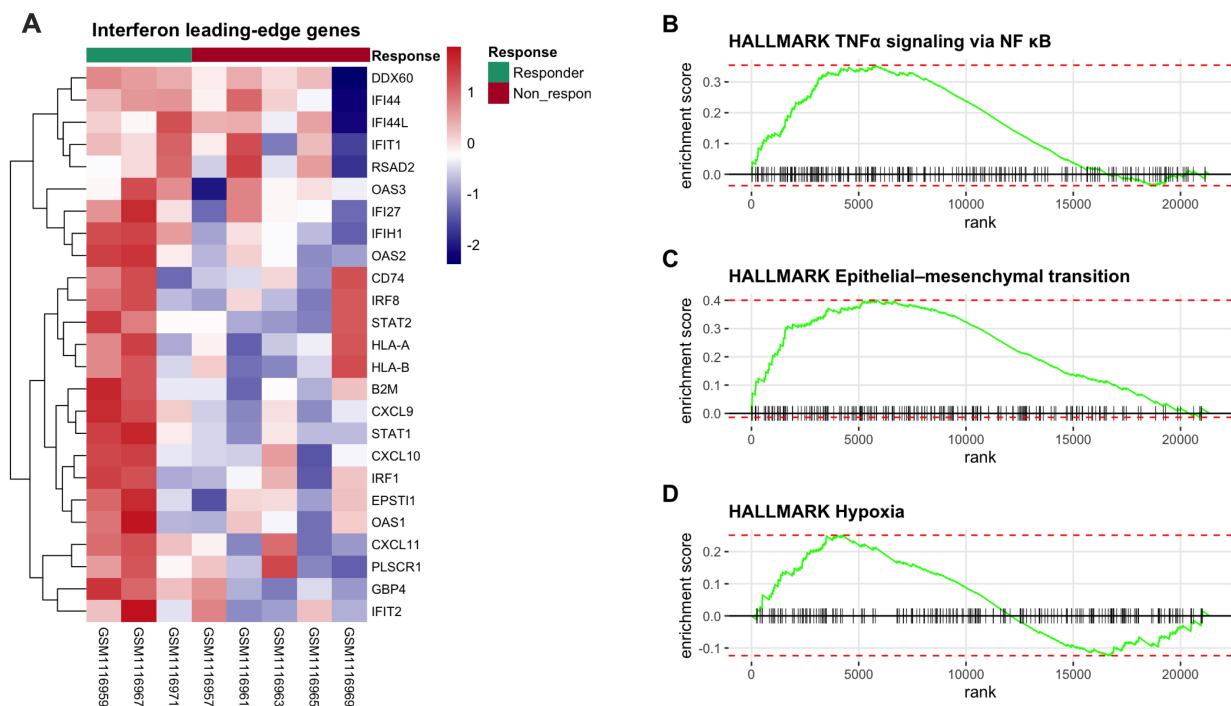 A
Interferon leading-edge genes
Response
DDX60
IFI44
IFI44L
IFIT1
RSAD2
OAS3
IFI27
IFIH1
OAS2
CD74
IRF8
STAT2
HLA-A
HLA-B
B2M
CXCL9
STAT1
CXCL10
IRF1
EPSTI1
OAS1
CXCL11
PLSCR1
GBP4
IFIT2
GSM1116959
GSM1116967
GSM1116971
GSM1116957
GSM1116961
GSM1116963
GSM1116965
GSM1116969
1
0
-1
-2
Response
Responder
Non_respon
B
HALLMARK TNFα signaling via NF κB
enrichment score
0.3
0.2
0.1
0.0
0 5000 10000 15000 20000
rank
C
HALLMARK Epithelial–mesenchymal transition
enrichment score
0.4
0.3
0.2
0.1
0.0
0 5000 10000 15000 20000
rank
D
HALLMARK Hypoxia
enrichment score
0.2
0.1
0.0
-0.1
0 5000 10000 15000 20000
rank